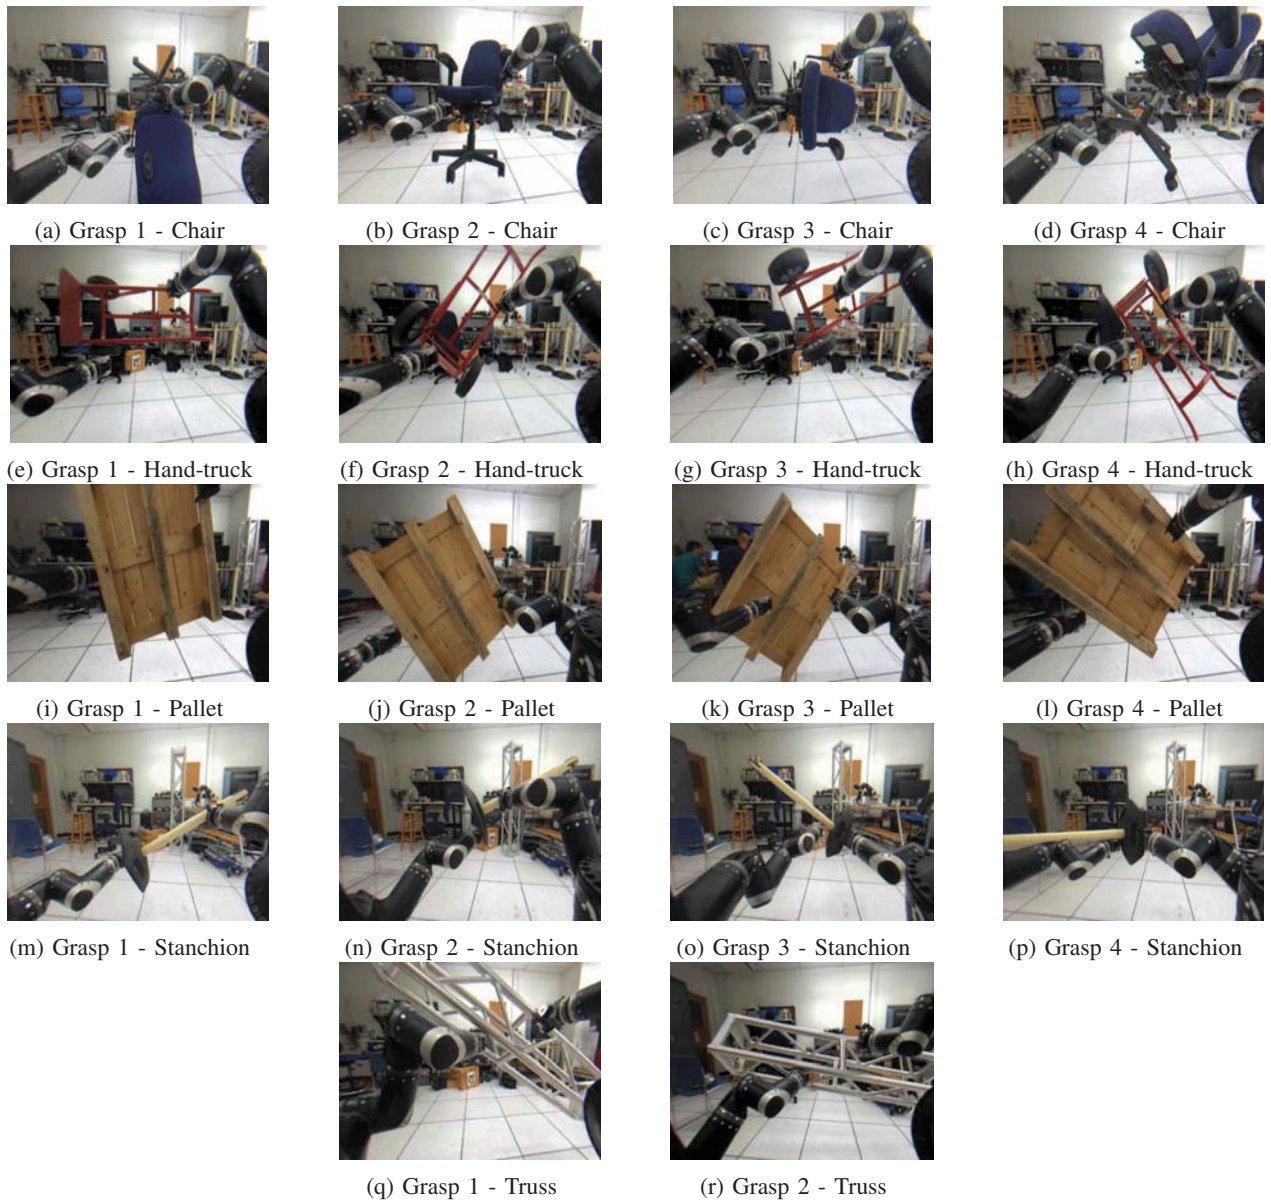 (a) Grasp 1 - Chair
(b) Grasp 2 - Chair
(c) Grasp 3 - Chair
(d) Grasp 4 - Chair
(e) Grasp 1 - Hand-truck
(f) Grasp 2 - Hand-truck
(g) Grasp 3 - Hand-truck
(h) Grasp 4 - Hand-truck
(i) Grasp 1 - Pallet
(j) Grasp 2 - Pallet
(k) Grasp 3 - Pallet
(l) Grasp 4 - Pallet
(m) Grasp 1 - Stanchion
(n) Grasp 2 - Stanchion
(o) Grasp 3 - Stanchion
(p) Grasp 4 - Stanchion
(q) Grasp 1 - Truss
(r) Grasp 2 - Truss